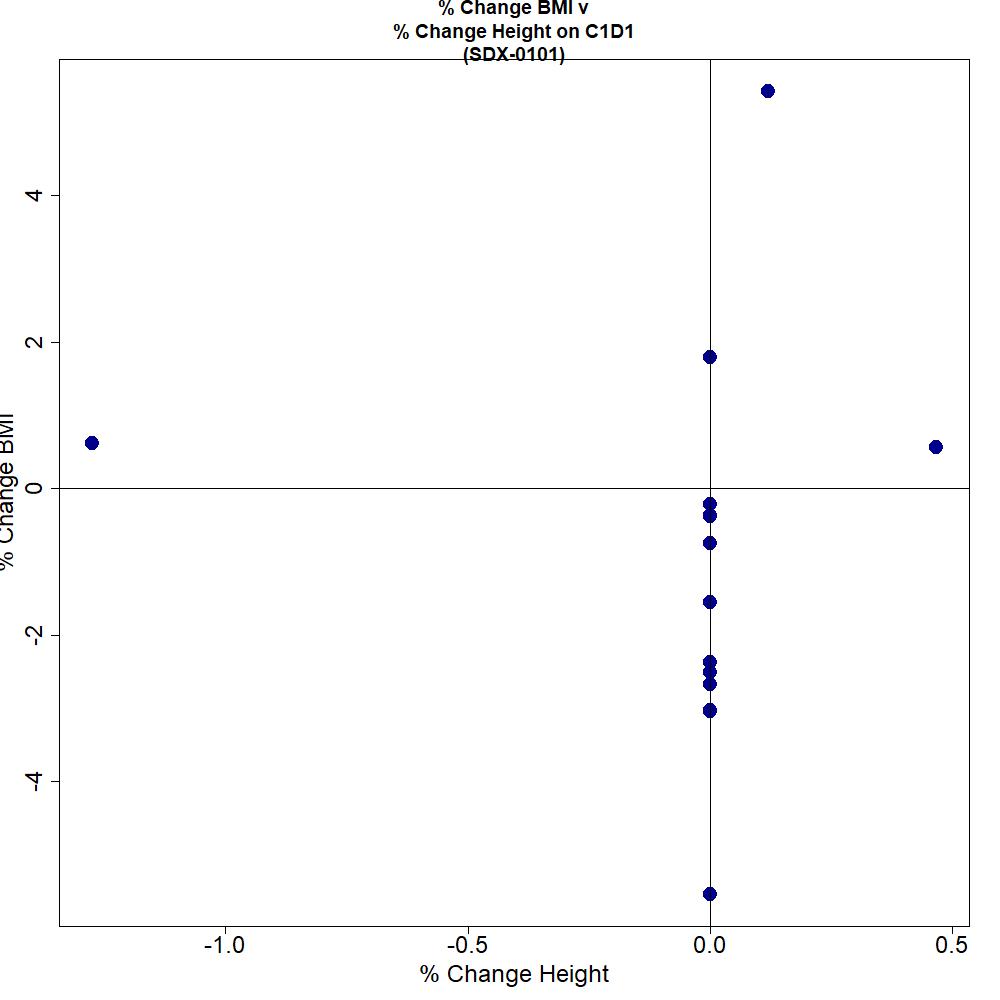 % Change BMI v
% Change Height on C1D1
(SDX-0101)
4
2
0
-2
-4
% Change BMI
-1.0
-0.5
0.0
0.5
% Change Height